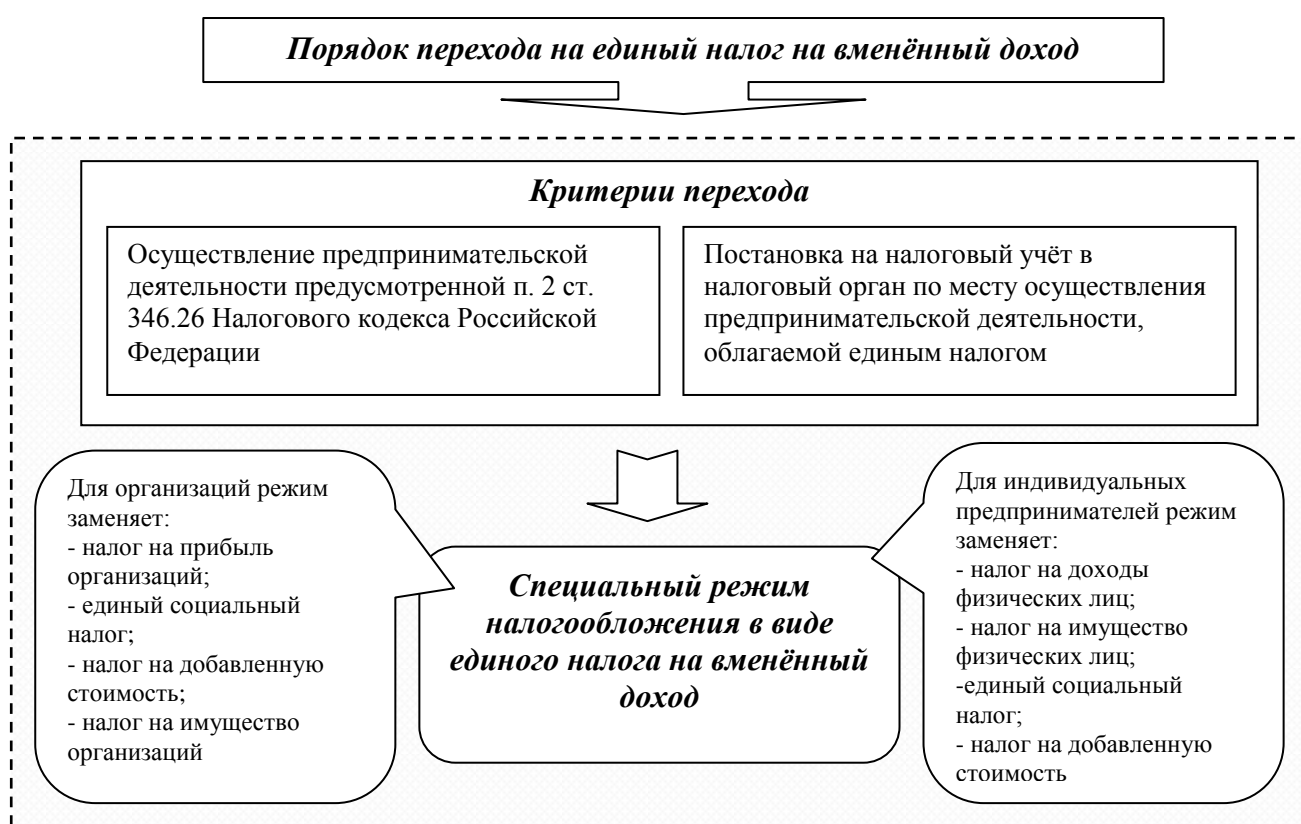 Порядок перехода на единый налог на вменённый доход
Критерии перехода
Осуществление предпринимательской
деятельности предусмотренной п. 2 ст.
346.26 Налогового кодекса Российской
Федерации
Постановка на налоговый учёт в
налоговый орган по месту осуществления
предпринимательской деятельности,
облагаемой единым налогом
Для организаций режим
заменяет:
- налог на прибыль
организаций;
- единый социальный
налог;
- налог на добавленную
стоимость;
- налог на имущество
организаций
Специальный режим
налогообложения в виде
единого налога на вменённый
доход
Для индивидуальных
предпринимателей режим
заменяет:
- налог на доходы
физических лиц;
- налог на имущество
физических лиц;
-единый социальный
налог;
- налог на добавленную
стоимость